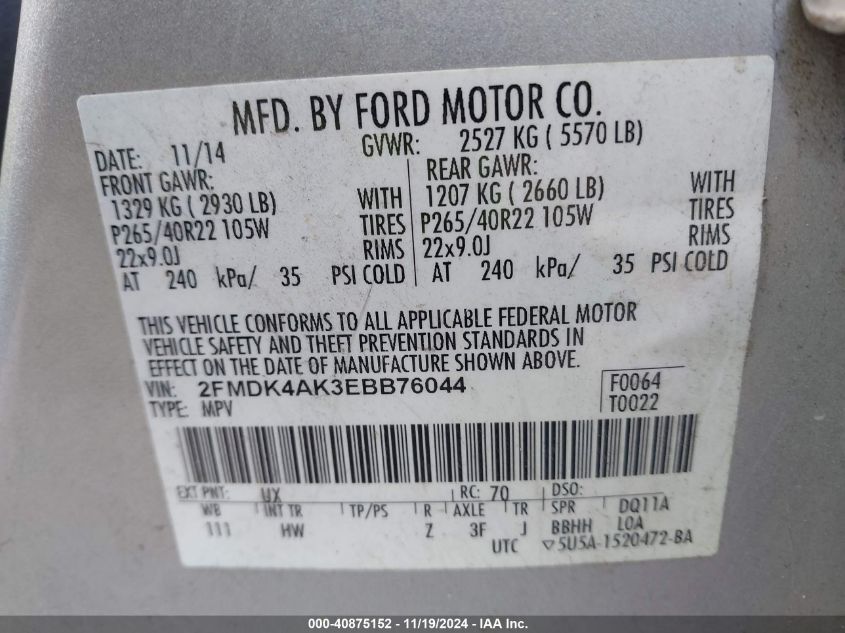 MFD. BY FORD MOTOR CO.
DATE: 11/14 GVWR: 2527 KG ( 5570 LB)
FRONT GAWR: REAR GAWR:
1329 KG ( 2930 LB) WITH 1207 KG ( 2660 LB) WITH
P265/40R22 105W TIRES P265/40R22 105W TIRES
22x9.0J RIMS 22x9.0J RIMS
AT 240 kPa/ 35 PSI COLD AT 240 kPa/ 35 PSI COLD
THIS VEHICLE CONFORMS TO ALL APPLICABLE FEDERAL MOTOR
VEHICLE SAFETY AND THEFT PREVENTION STANDARDS IN
EFFECT ON THE DATE OF MANUFACTURE SHOWN ABOVE.
VIN: 2FMDK4AK3EBB76044 F0064
TYPE: MPV T0022
EXT PNT: UX RC: 70 DSO:
WB INT TR TP/PS R AXLE TR SPR DQ11A
111 HW Z 3F J BBHH LOA
UTC ▽5U5A-1520472-BA
000-40875152 - 11/19/2024 - IAA Inc.